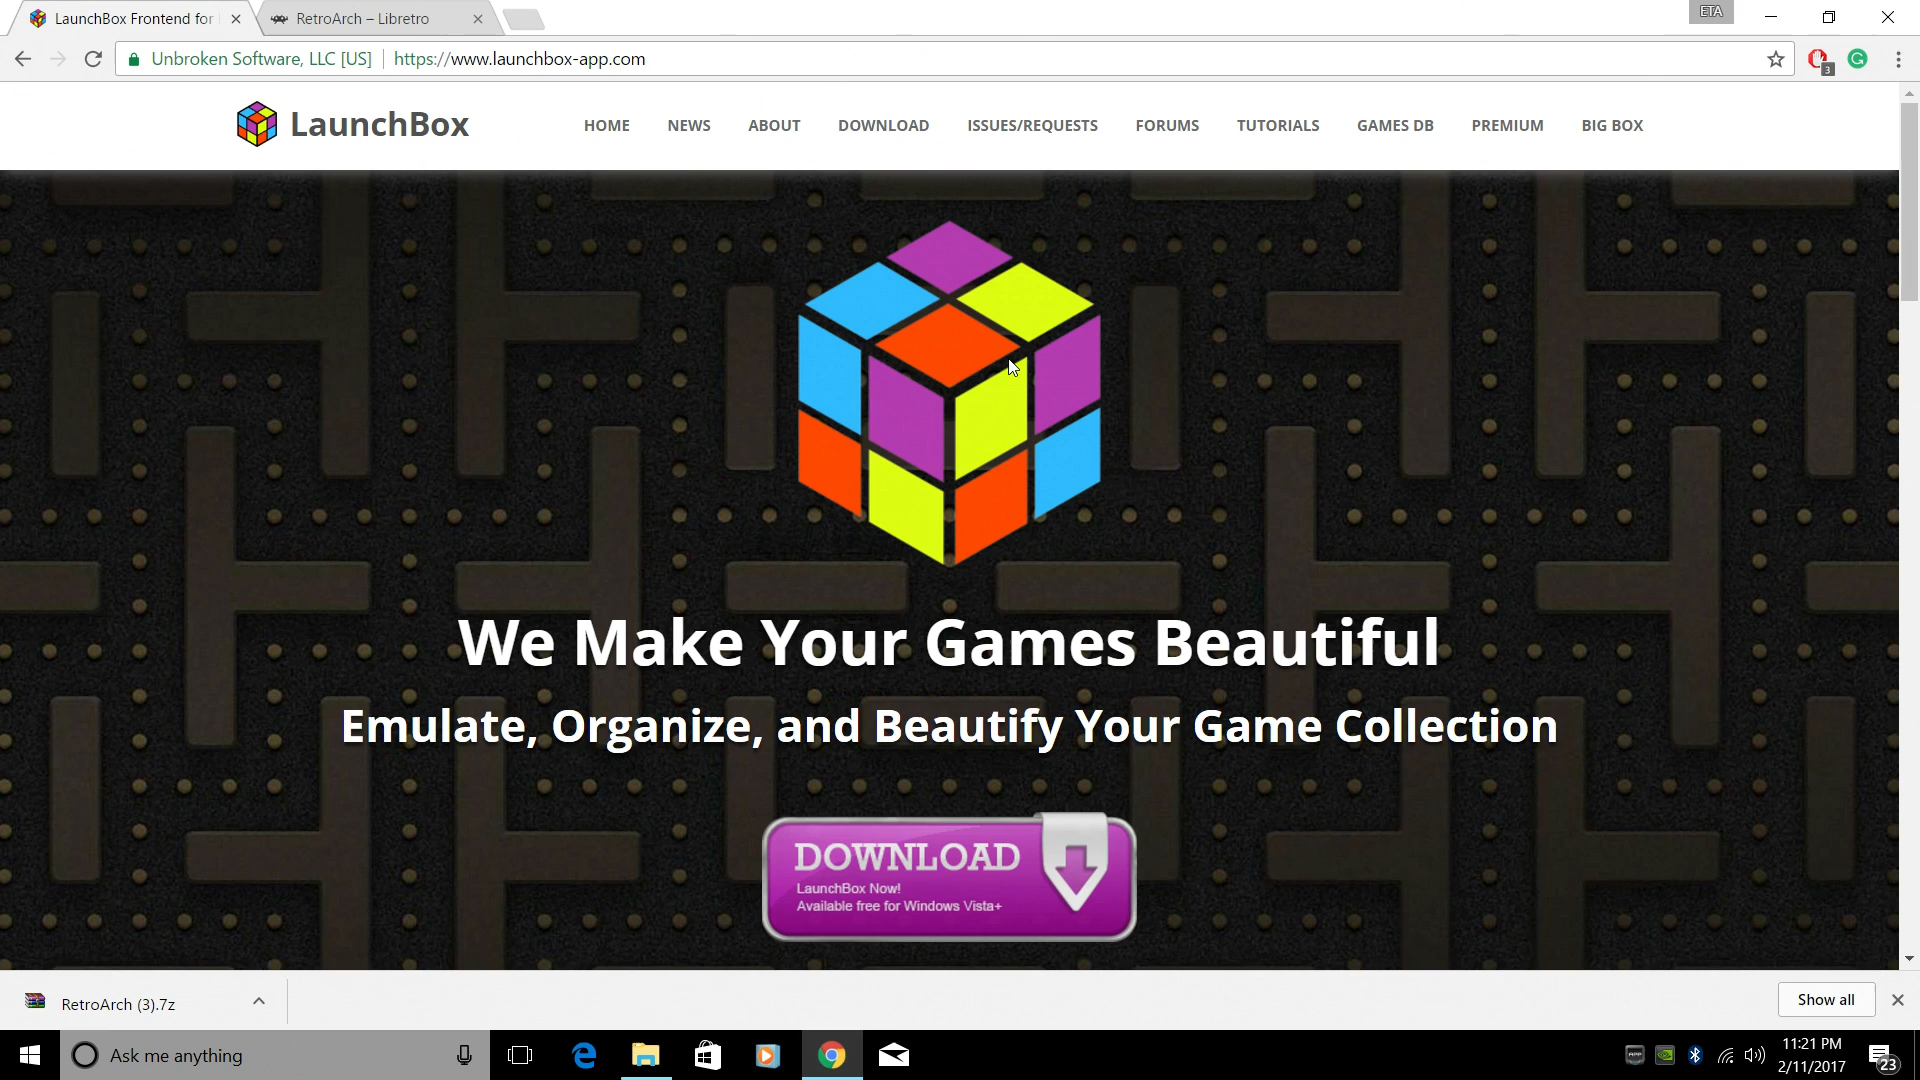 LaunchBox Frontend for
RetroArch – Libretro
ETA
Unbroken Software, LLC [US]
https://www.launchbox-app.com
3
LaunchBox
HOME
NEWS
ABOUT
DOWNLOAD
ISSUES/REQUESTS
FORUMS
TUTORIALS
GAMES DB
PREMIUM
BIG BOX
We Make Your Games Beautiful
Emulate, Organize, and Beautify Your Game Collection
DOWNLOAD
LaunchBox Now!
Available free for Windows Vista+
RetroArch (3).7z
Show all
Ask me anything
11:21 PM
2/11/2017
23